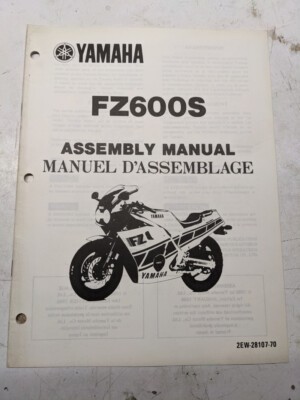 YAMAHA
FZ600S
ASSEMBLY MANUAL
MANUEL D'ASSEMBLAGE
YAMAHA
FZ
YAMAHA
2EW-28107-70